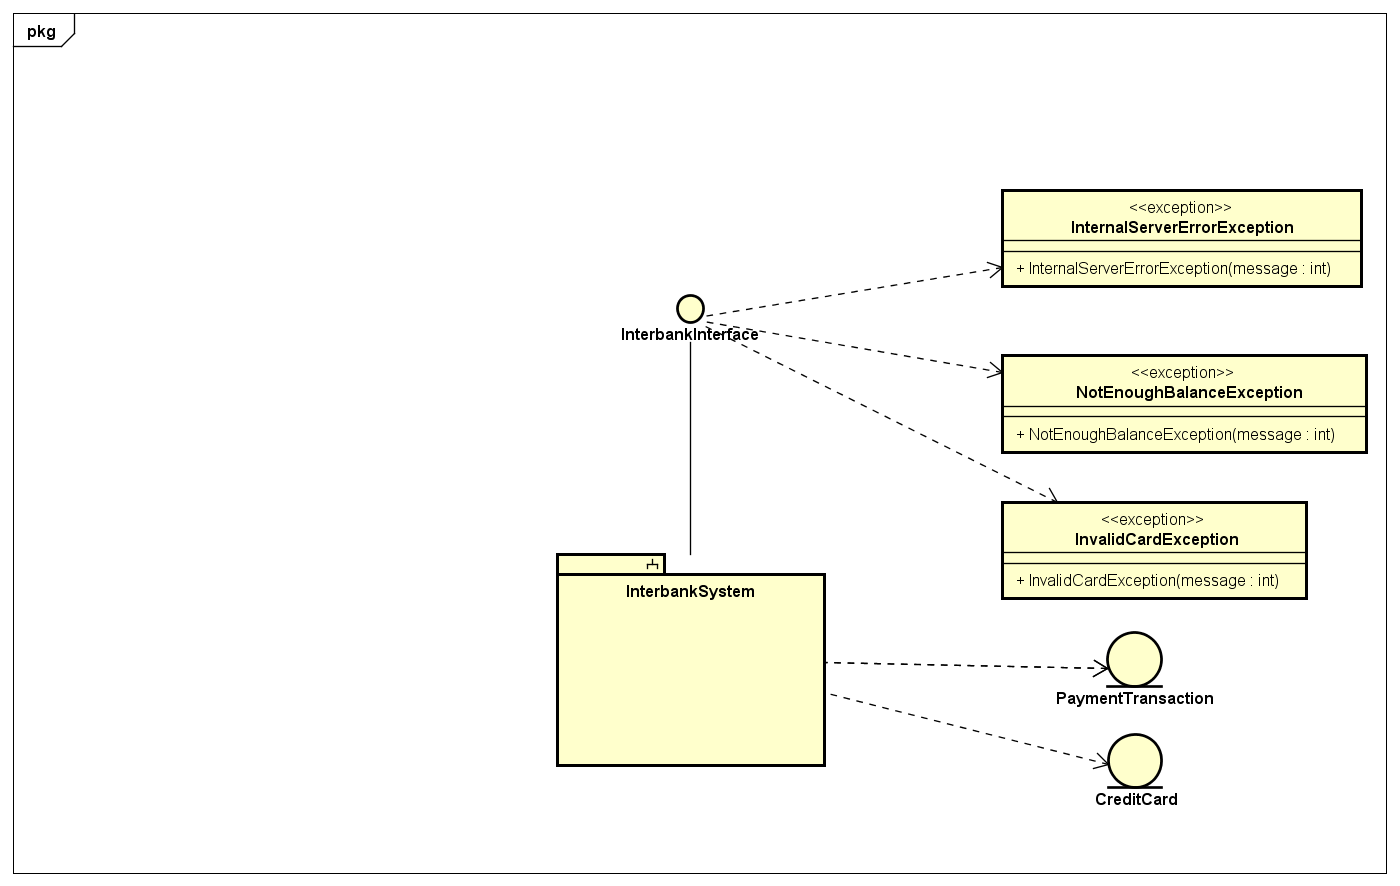 pkg
<<exception>>
InternalServerErrorException
+ InternalServerErrorException(message : int)
InterbankInterface
<<exception>>
NotEnoughBalanceException
+ NotEnoughBalanceException(message : int)
<<exception>>
InvalidCardException
+ InvalidCardException(message : int)
InterbankSystem
PaymentTransaction
CreditCard